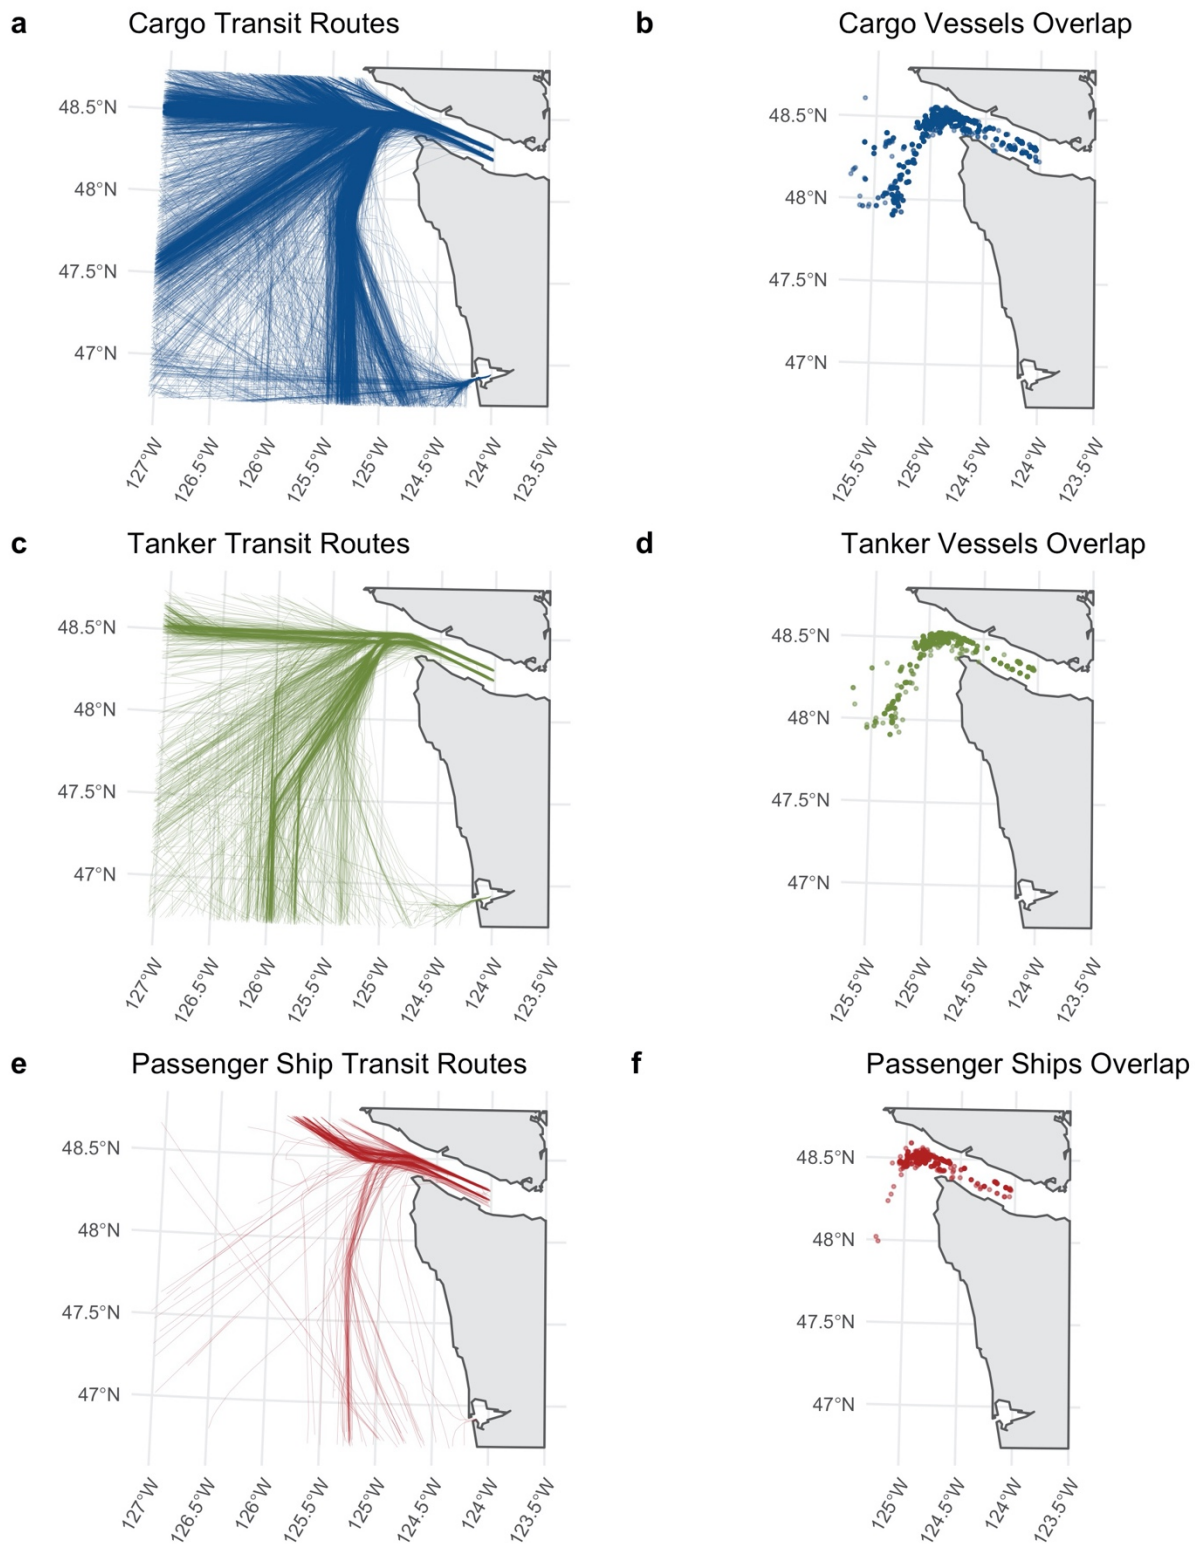 a Cargo Transit Routes
b Cargo Vessels Overlap
48.5°N
48°N
47.5°N
47°N
127°W 126.5°W 126°W 125.5°W 125°W 124.5°W 124°W 123.5°W
48.5°N
48°N
47.5°N
47°N
125.5°W 125°W 124.5°W 124°W 123.5°W
c Tanker Transit Routes
d Tanker Vessels Overlap
48.5°N
48°N
47.5°N
47°N
127°W 126.5°W 126°W 125.5°W 125°W 124.5°W 124°W 123.5°W
48.5°N
48°N
47.5°N
47°N
125.5°W 125°W 124.5°W 124°W 123.5°W
e Passenger Ship Transit Routes
f Passenger Ships Overlap
48.5°N
48°N
47.5°N
47°N
127°W 126.5°W 126°W 125.5°W 125°W 124.5°W 124°W 123.5°W
48.5°N
48°N
47.5°N
47°N
125°W 124.5°W 124°W 123.5°W